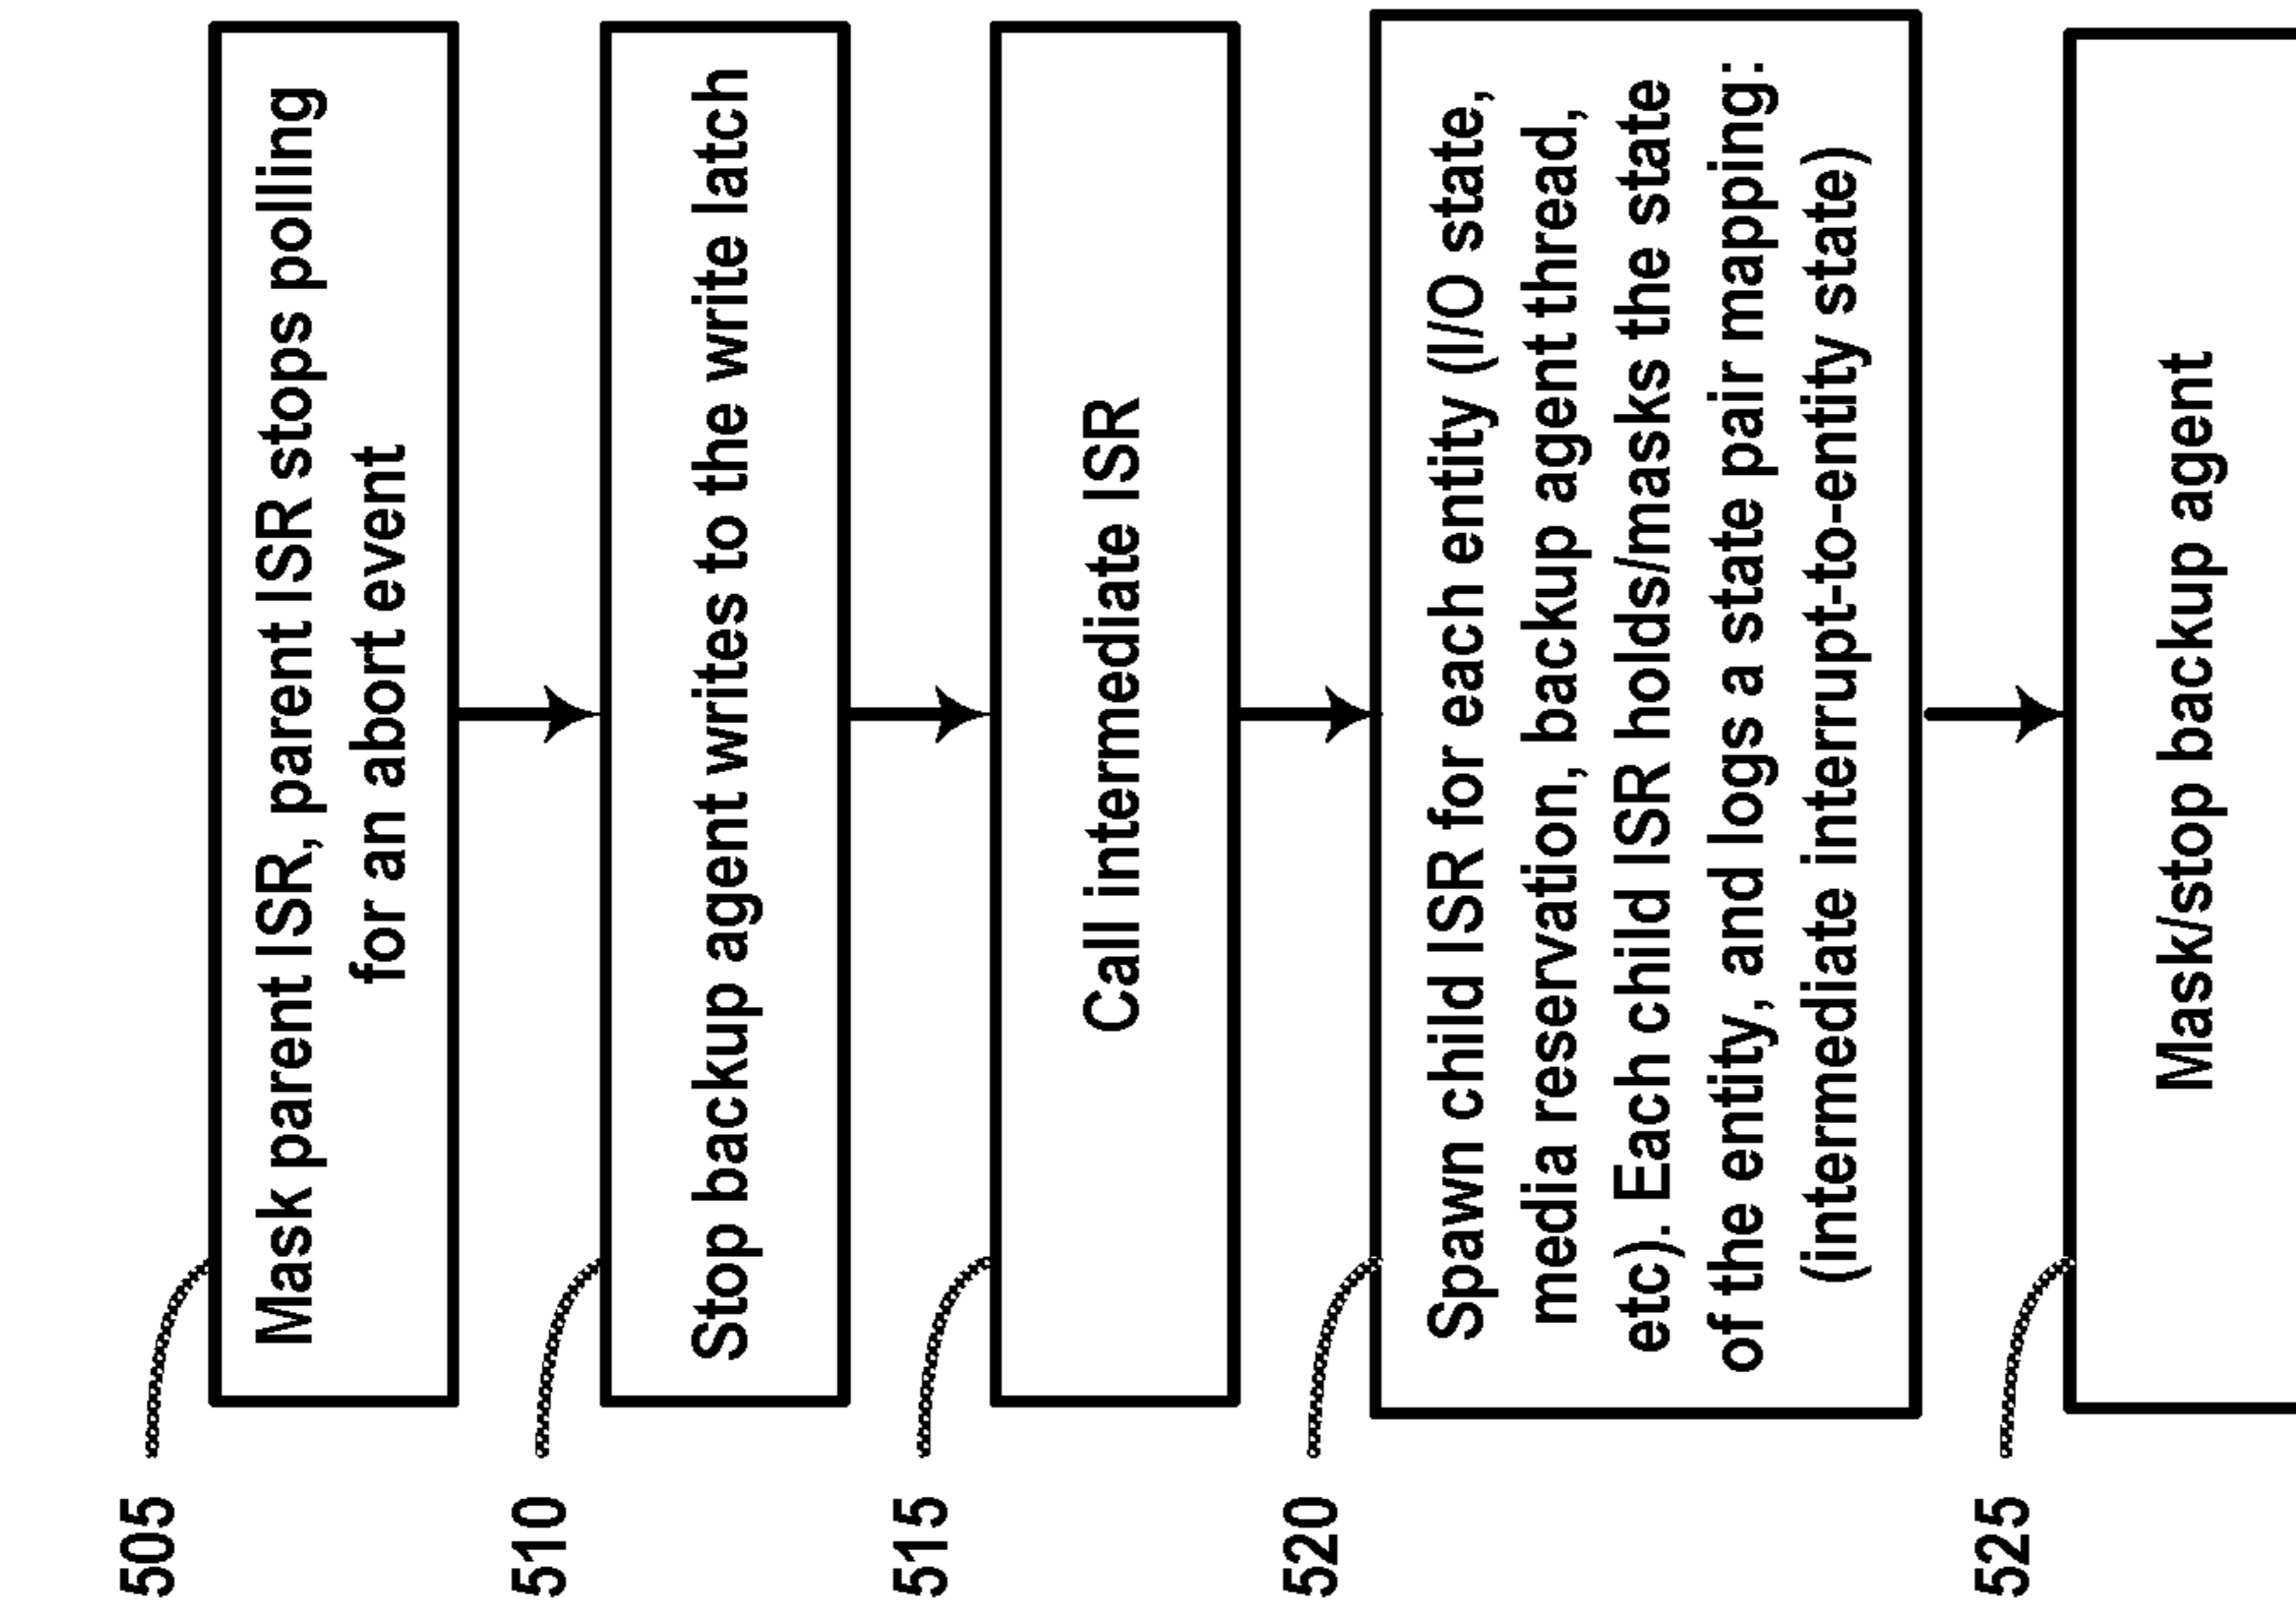 505
Mask parent ISR, parent ISR stops polling
for an abort event
510
Stop backup agent writes to the write latch
515
Call intermediate ISR
520
Spawn child ISR for each entity (I/O state,
media reservation, backup agent thread,
etc). Each child ISR holds/masks the state
of the entity, and logs a state pair mapping:
(intermediate interrupt-to-entity state)
525
Mask/stop backup agent